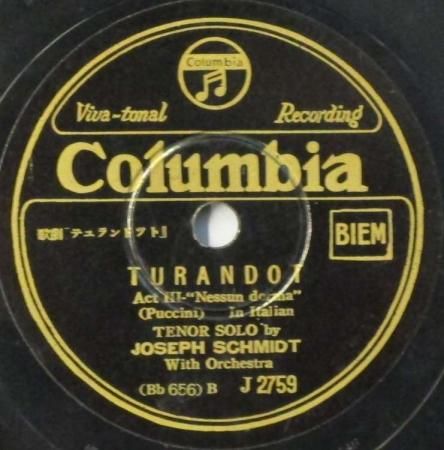 Columbia
Viva-tonal Recording
Columbia
歌劇『テユランドツト』 BIEM
TURANDOT
Act III-"Nessun dorma"
(Puccini) In Italian
TENOR SOLO by
JOSEPH SCHMIDT
With Orchestra
(Bb 656) B J 2759